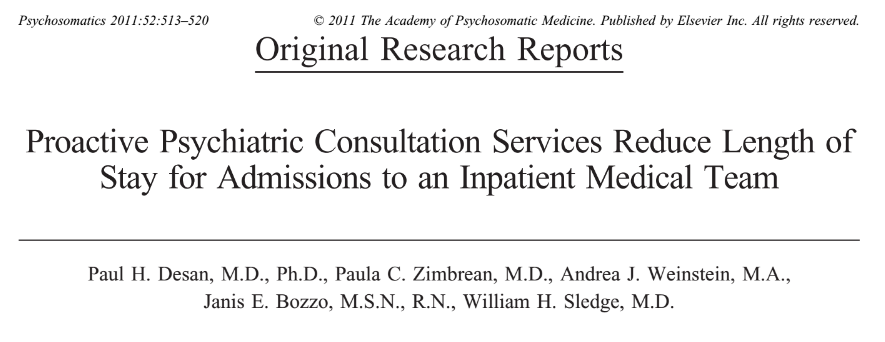 Psychosomatics 2011:52:513–520 © 2011 The Academy of Psychosomatic Medicine. Published by Elsevier Inc. All rights reserved.
Original Research Reports
Proactive Psychiatric Consultation Services Reduce Length of
Stay for Admissions to an Inpatient Medical Team
Paul H. Desan, M.D., Ph.D., Paula C. Zimbrean, M.D., Andrea J. Weinstein, M.A.,
Janis E. Bozzo, M.S.N., R.N., William H. Sledge, M.D.